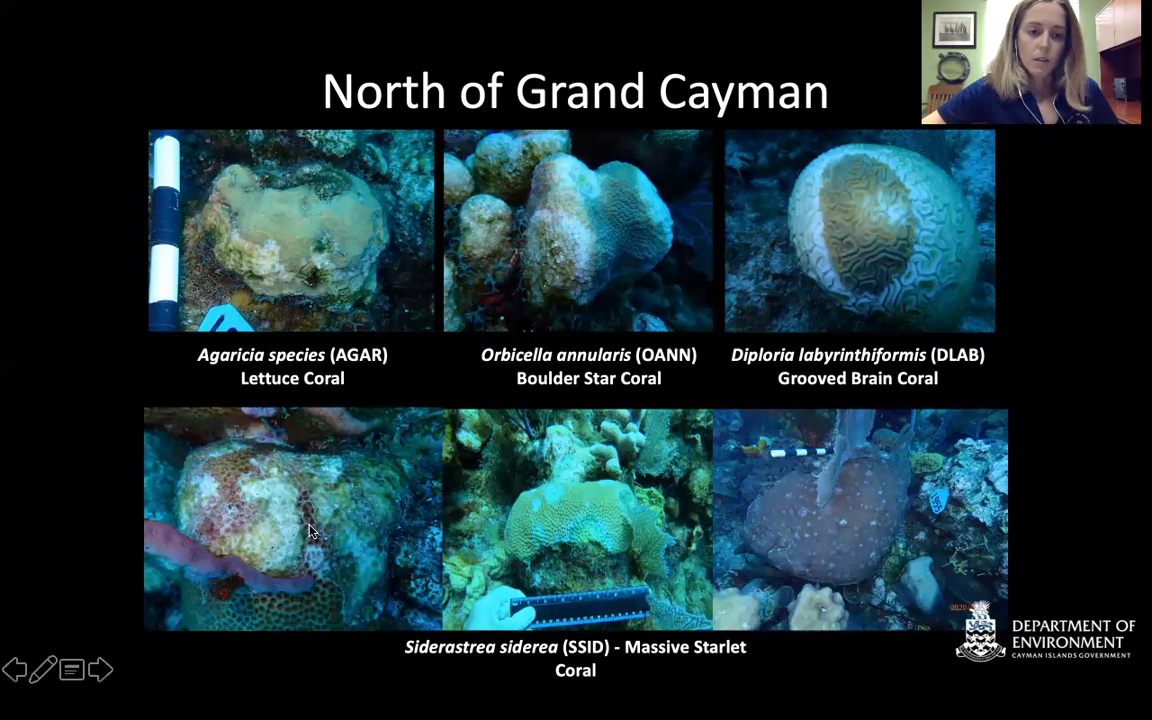 North of Grand Cayman
Agaricia species (AGAR)
Lettuce Coral
Orbicella annularis (OANN)
Boulder Star Coral
Diploria labyrinthiformis (DLAB)
Grooved Brain Coral
Siderastrea siderea (SSID) - Massive Starlet
Coral
DEPARTMENT OF
ENVIRONMENT
CAYMAN ISLANDS GOVERNMENT